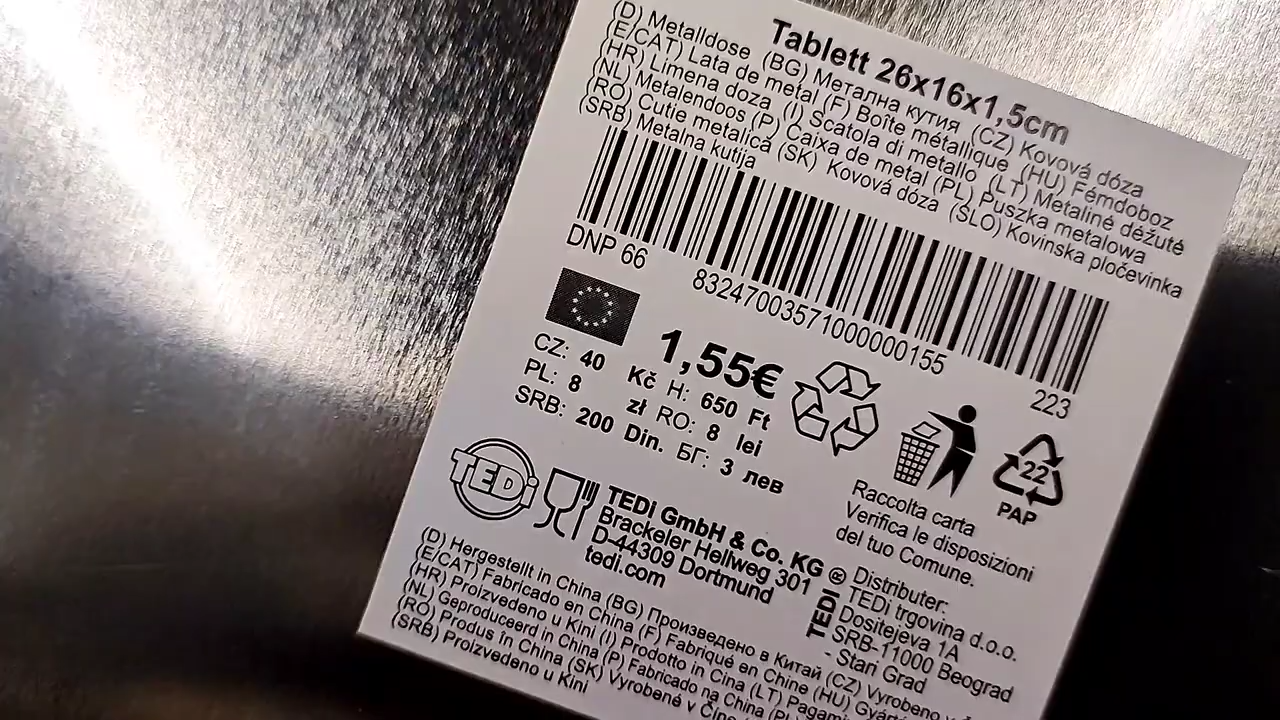 Tablett 26x16x1,5cm
(D) Metalldose (BG) Метална кутия (CZ) Kovová dóza
(E/CAT) Lata de metal (F) Boîte métallique (HU) Fémdoboz
(HR) Limena doza (I) Scatola di metallo (LT) Metalinė dėžutė
(NL) Metalendoos (P) Caixa de metal (PL) Puszka metalowa
(RO) Cutie metalica (SK) Kovová dóza (SLO) Kovinska pločevinka
(SRB) Metalna kutija
DNP 66
83247003571000000155
223
1,55€
CZ: 40 Kč H: 650 Ft
PL: 8 zł RO: 8 lei
SRB: 200 Din. БГ: 3 лев
22
PAP
Raccolta carta
Verifica le disposizioni
del tuo Comune.
TEDi
TEDi GmbH & Co. KG
Brackeler Hellweg 301
D-44309 Dortmund
tedi.com
TEDi ®
Distributer:
TEDi trgovina d.o.o.
Dositejeva 1A
SRB-11000 Beograd
- Stari Grad
(D) Hergestellt in China (BG) Произведено в Китай (CZ) Vyrobeno v
(E/CAT) Fabricado en China (F) Fabriqué en Chine (HU)
(HR) Proizvedeno u Kini (I) Prodotto in Cina (LT)
(NL) Geproduceerd in China (P) Fabricado na China
(RO) Produs în China (SK) Vyrobené v
(SRB) Proizvedeno u Kini